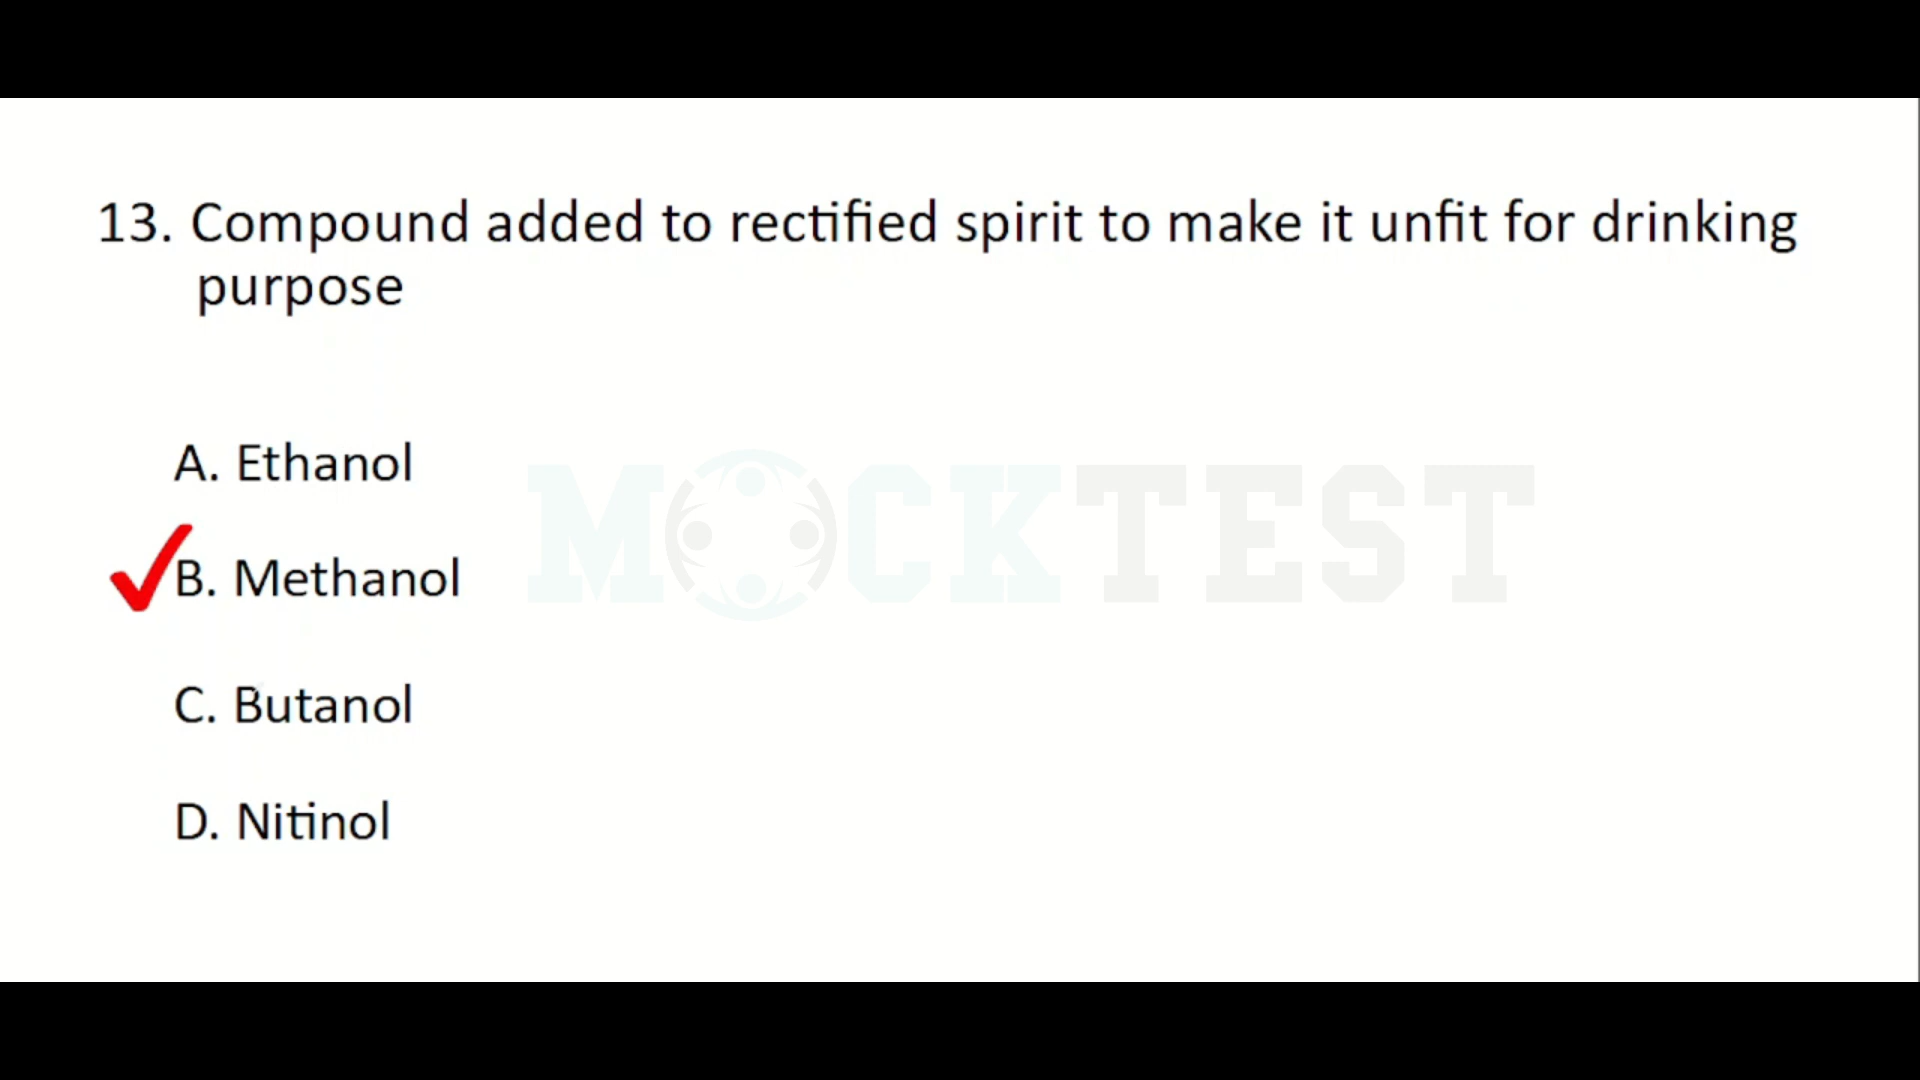 13. Compound added to rectified spirit to make it unfit for drinking
purpose
A. Ethanol
MOCKTEST
B. Methanol
C. Butanol
D. Nitinol